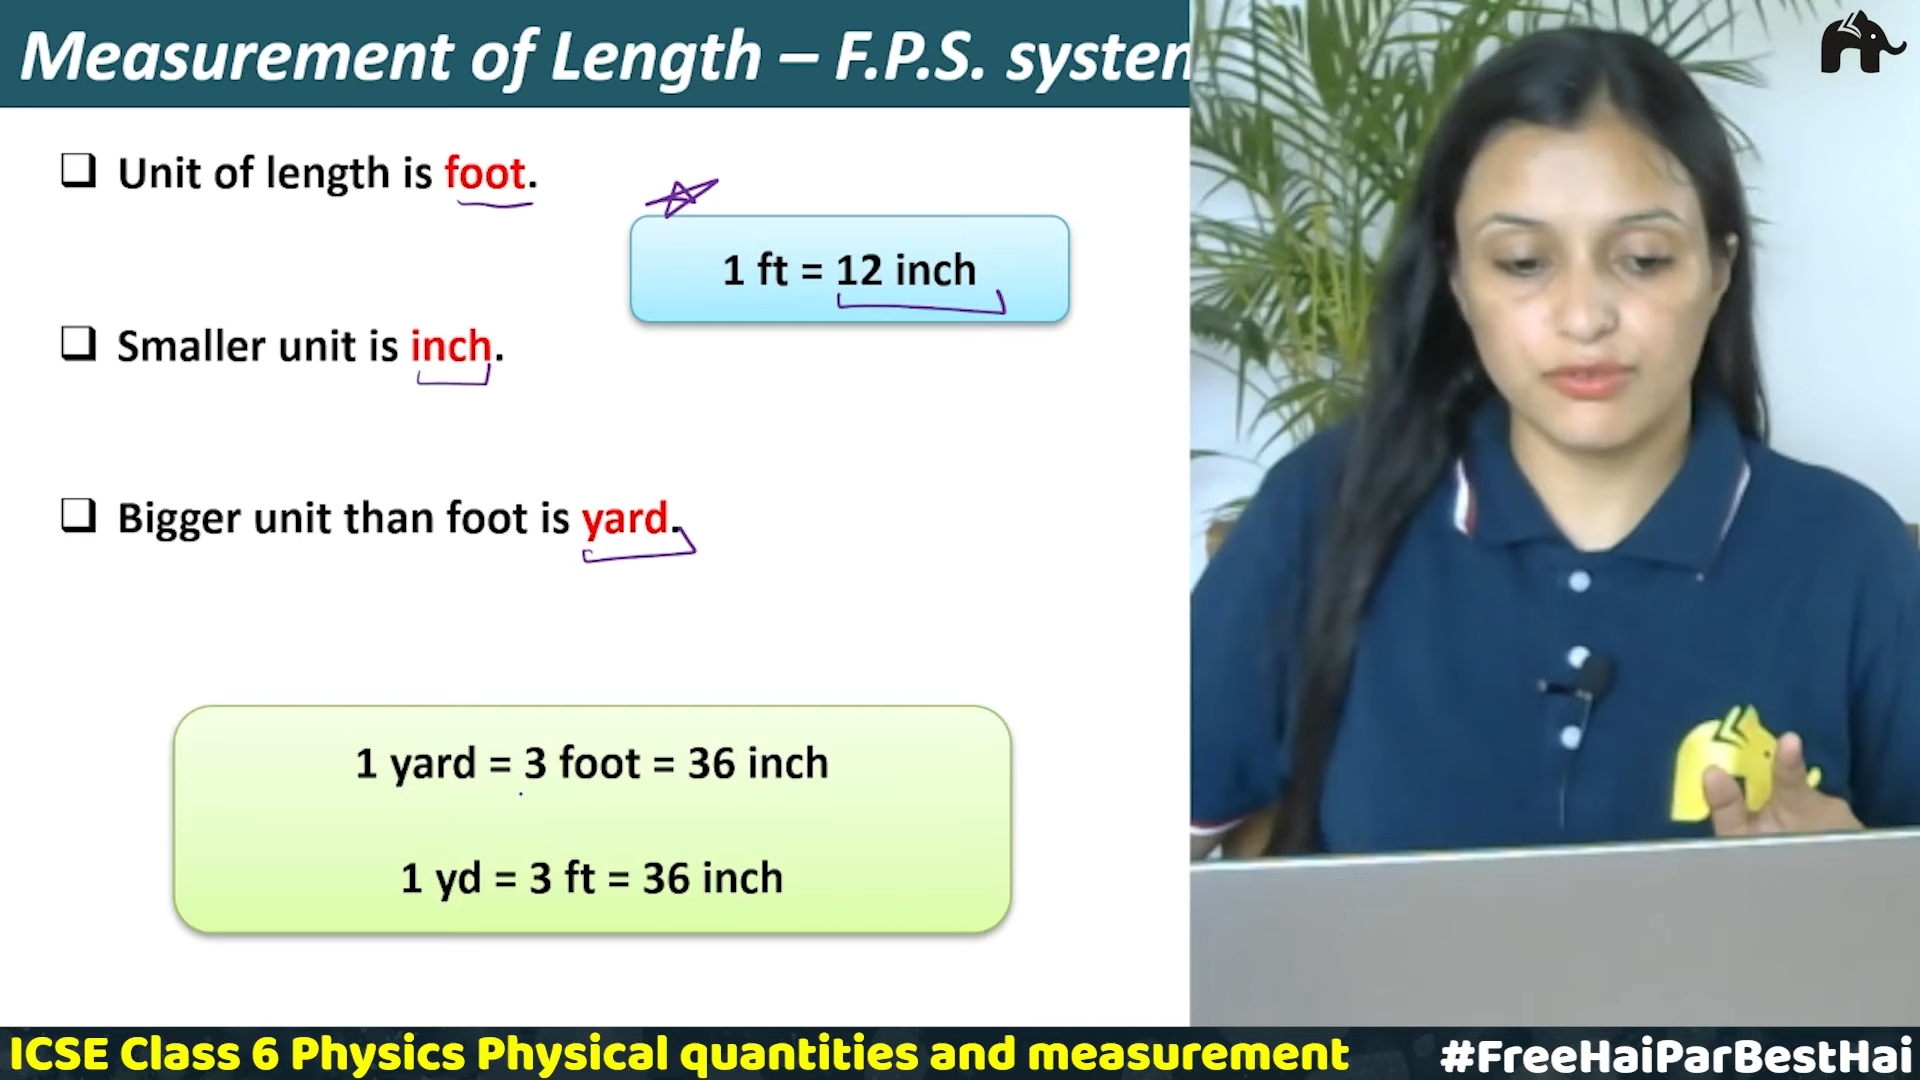 Measurement of Length – F.P.S. system
❑ Unit of length is foot.
1 ft = 12 inch
❑ Smaller unit is inch.
❑ Bigger unit than foot is yard.
1 yard = 3 foot = 36 inch
1 yd = 3 ft = 36 inch
ICSE Class 6 Physics Physical quantities and measurement
#FreeHaiParBestHai